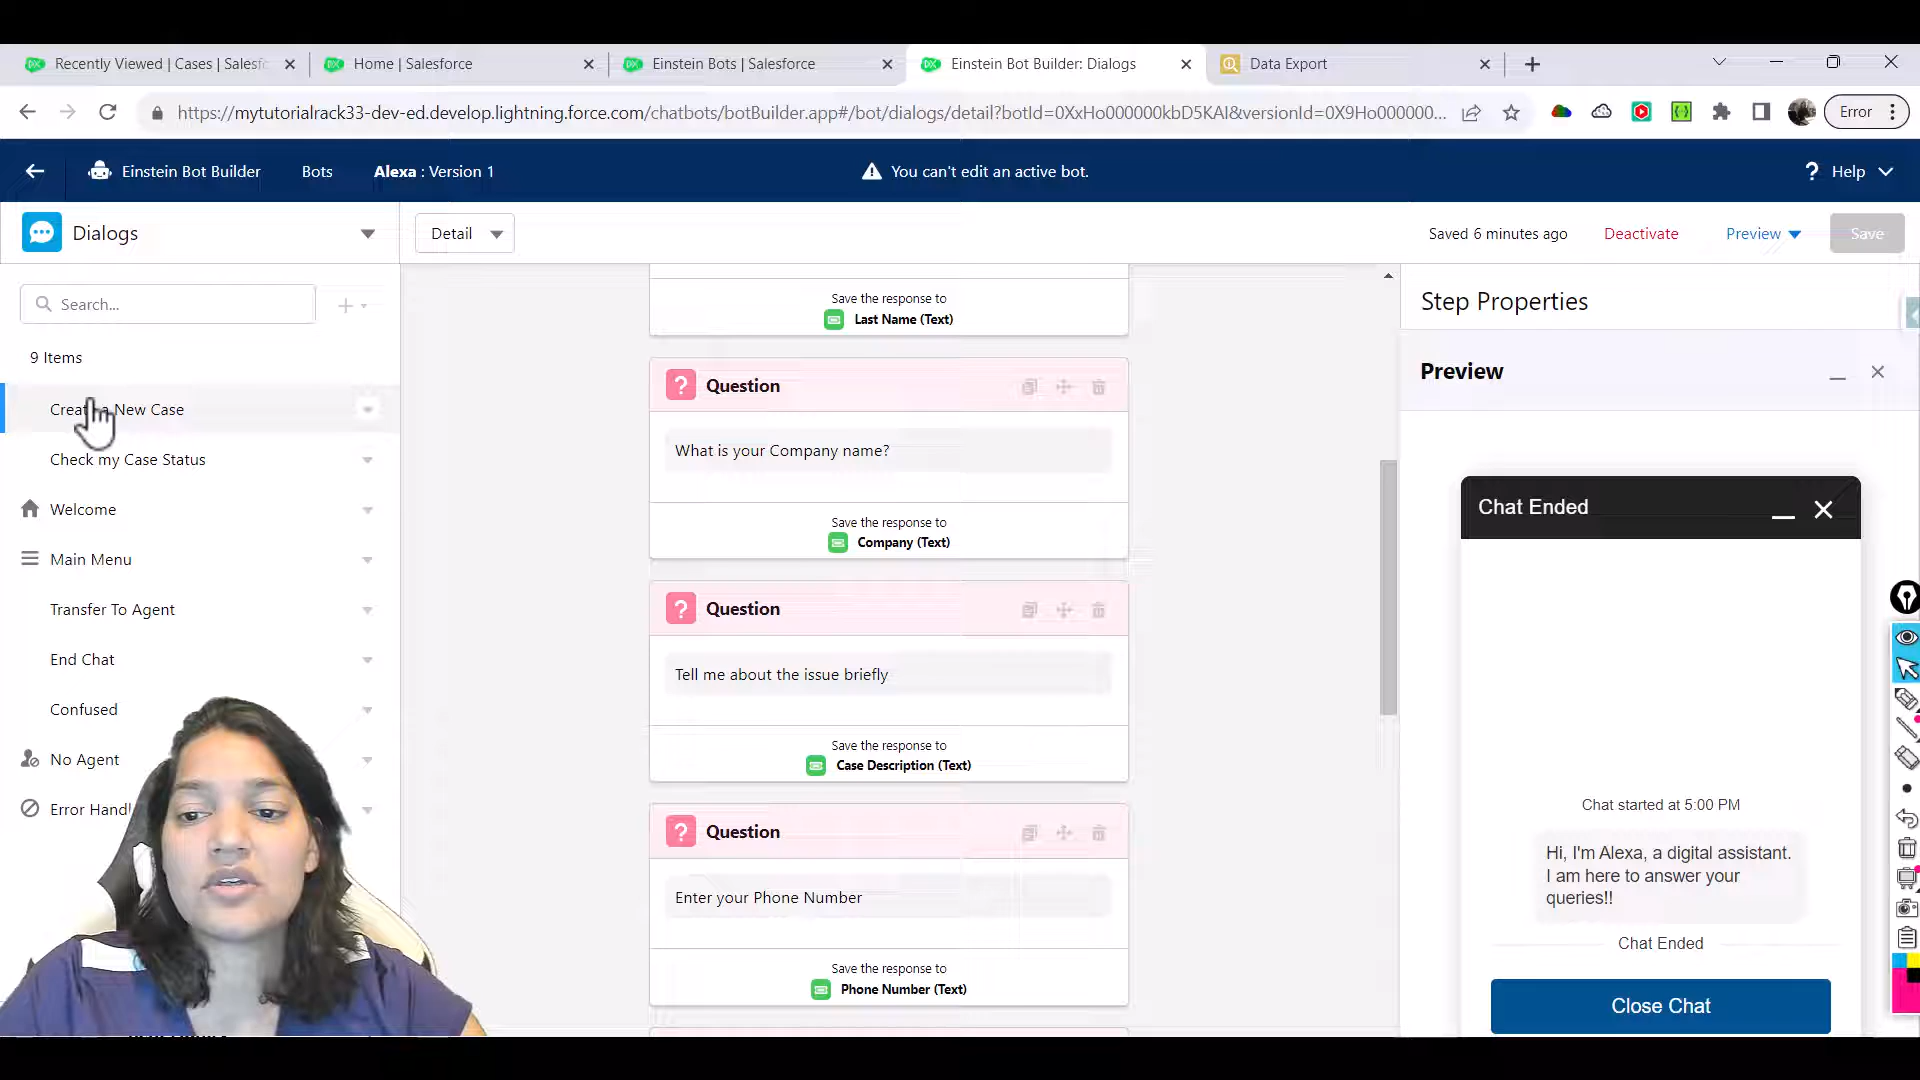 Recently Viewed | Cases | Salesfc
Home | Salesforce
Einstein Bots | Salesforce
Einstein Bot Builder: Dialogs
Data Export
https://mytutorialrack33-dev-ed.develop.lightning.force.com/chatbots/botBuilder.app#/bot/dialogs/detail?botId=0XxHo000000kbD5KAI&versionId=0X9Ho000000...
Error
Einstein Bot Builder
Bots
Alexa : Version 1
You can't edit an active bot.
? Help
Dialogs
Detail
Saved 6 minutes ago
Deactivate
Preview
Save
Search...
9 Items
Create a New Case
Check my Case Status
Welcome
Main Menu
Transfer To Agent
End Chat
Confused
No Agent
Error Handl
Save the response to
Last Name (Text)
? Question
What is your Company name?
Save the response to
Company (Text)
? Question
Tell me about the issue briefly
Save the response to
Case Description (Text)
? Question
Enter your Phone Number
Save the response to
Phone Number (Text)
Step Properties
Preview
Chat Ended
Chat started at 5:00 PM
Hi, I'm Alexa, a digital assistant.
I am here to answer your
queries!!
Chat Ended
Close Chat